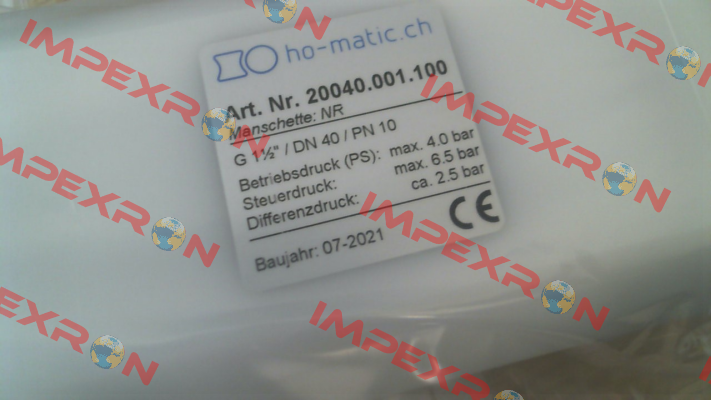 ho-matic.ch
Art. Nr. 20040.001.100
Manschette: NR
G 1½" / DN 40 / PN 10
Betriebsdruck (PS): max. 4.0 bar
Steuerdruck: max. 6.5 bar
Differenzdruck: ca. 2.5 bar
CE
Baujahr: 07-2021
IMPEXRON
IMPEXRON
IMPEXRON
IMPEXRON
IMPEXRON
IMPEXRON
IMPEXRON
IMPEXRON